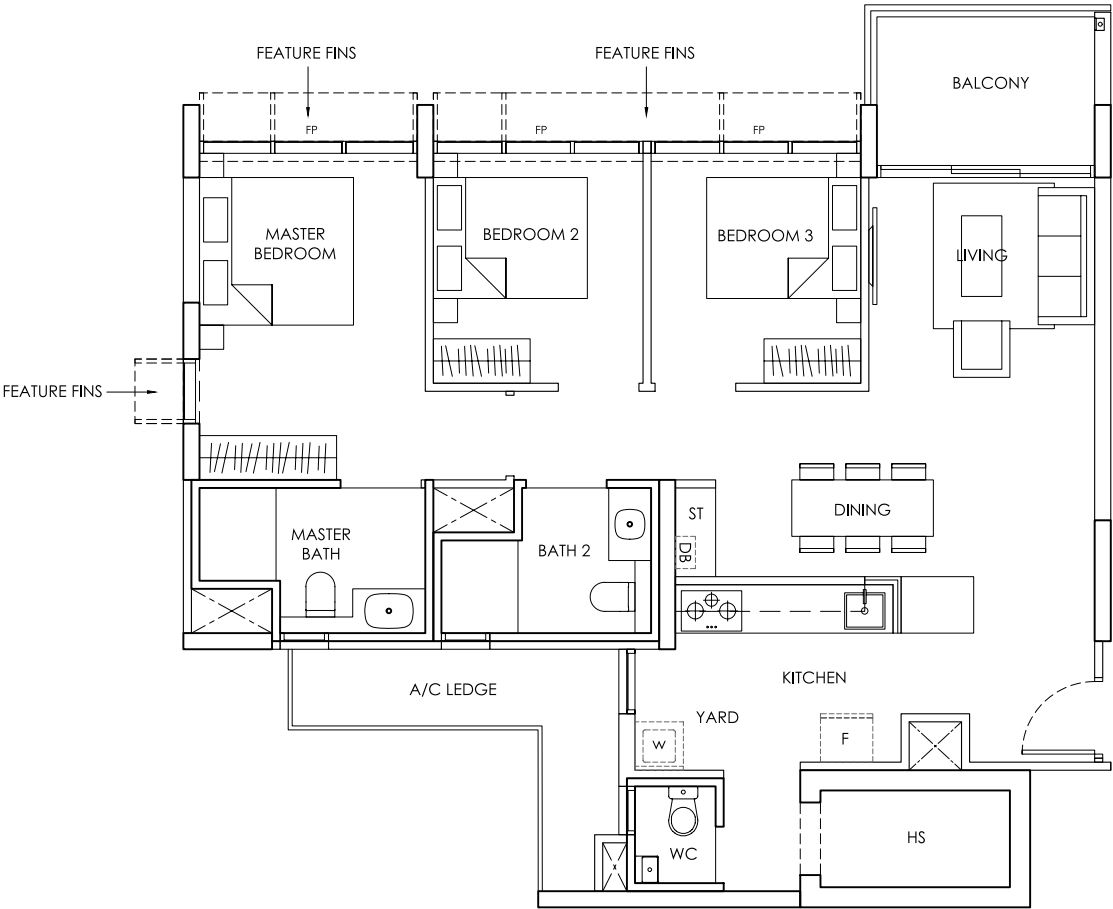 FEATURE FINS
FEATURE FINS
BALCONY
FP
FP
FP
MASTER
BEDROOM
BEDROOM 2
BEDROOM 3
LIVING
FEATURE FINS
MASTER
BATH
BATH 2
ST
DB
DINING
A/C LEDGE
KITCHEN
YARD
W
F
WC
HS